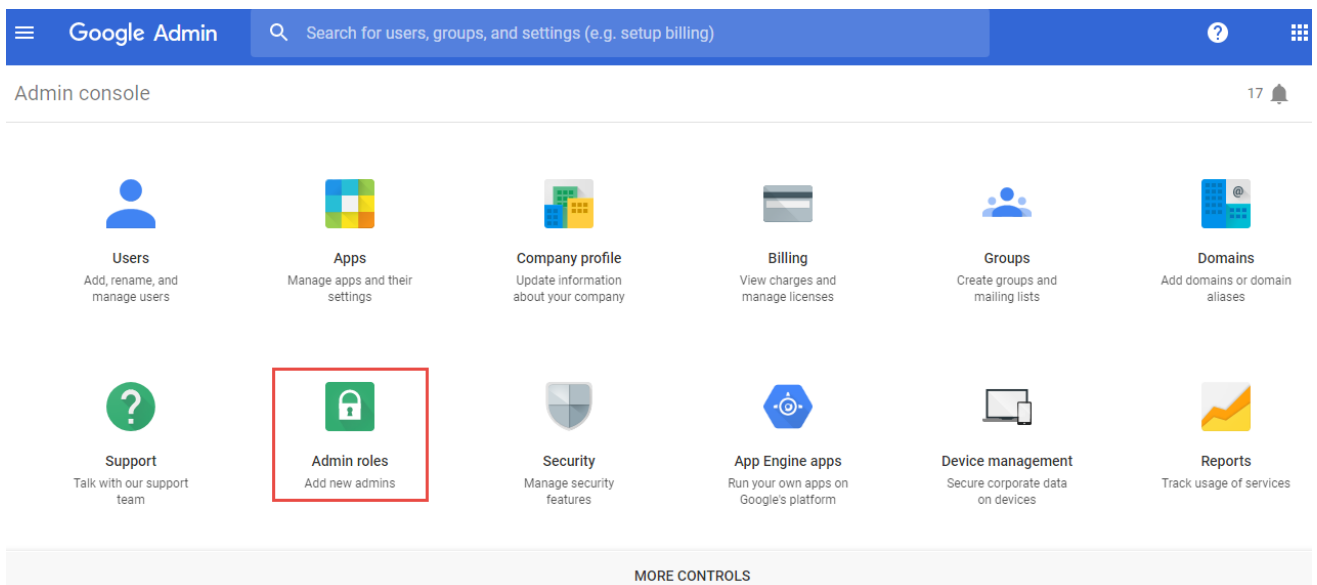 Google Admin
Search for users, groups, and settings (e.g. setup billing)
?
Admin console
17
Users
Add, rename, and
manage users
Apps
Manage apps and their
settings
Company profile
Update information
about your company
Billing
View charges and
manage licenses
Groups
Create groups and
mailing lists
@
Domains
Add domains or domain
aliases
?
Support
Talk with our support
team
Admin roles
Add new admins
Security
Manage security
features
App Engine apps
Run your own apps on
Google's platform
Device management
Secure corporate data
on devices
Reports
Track usage of services
MORE CONTROLS